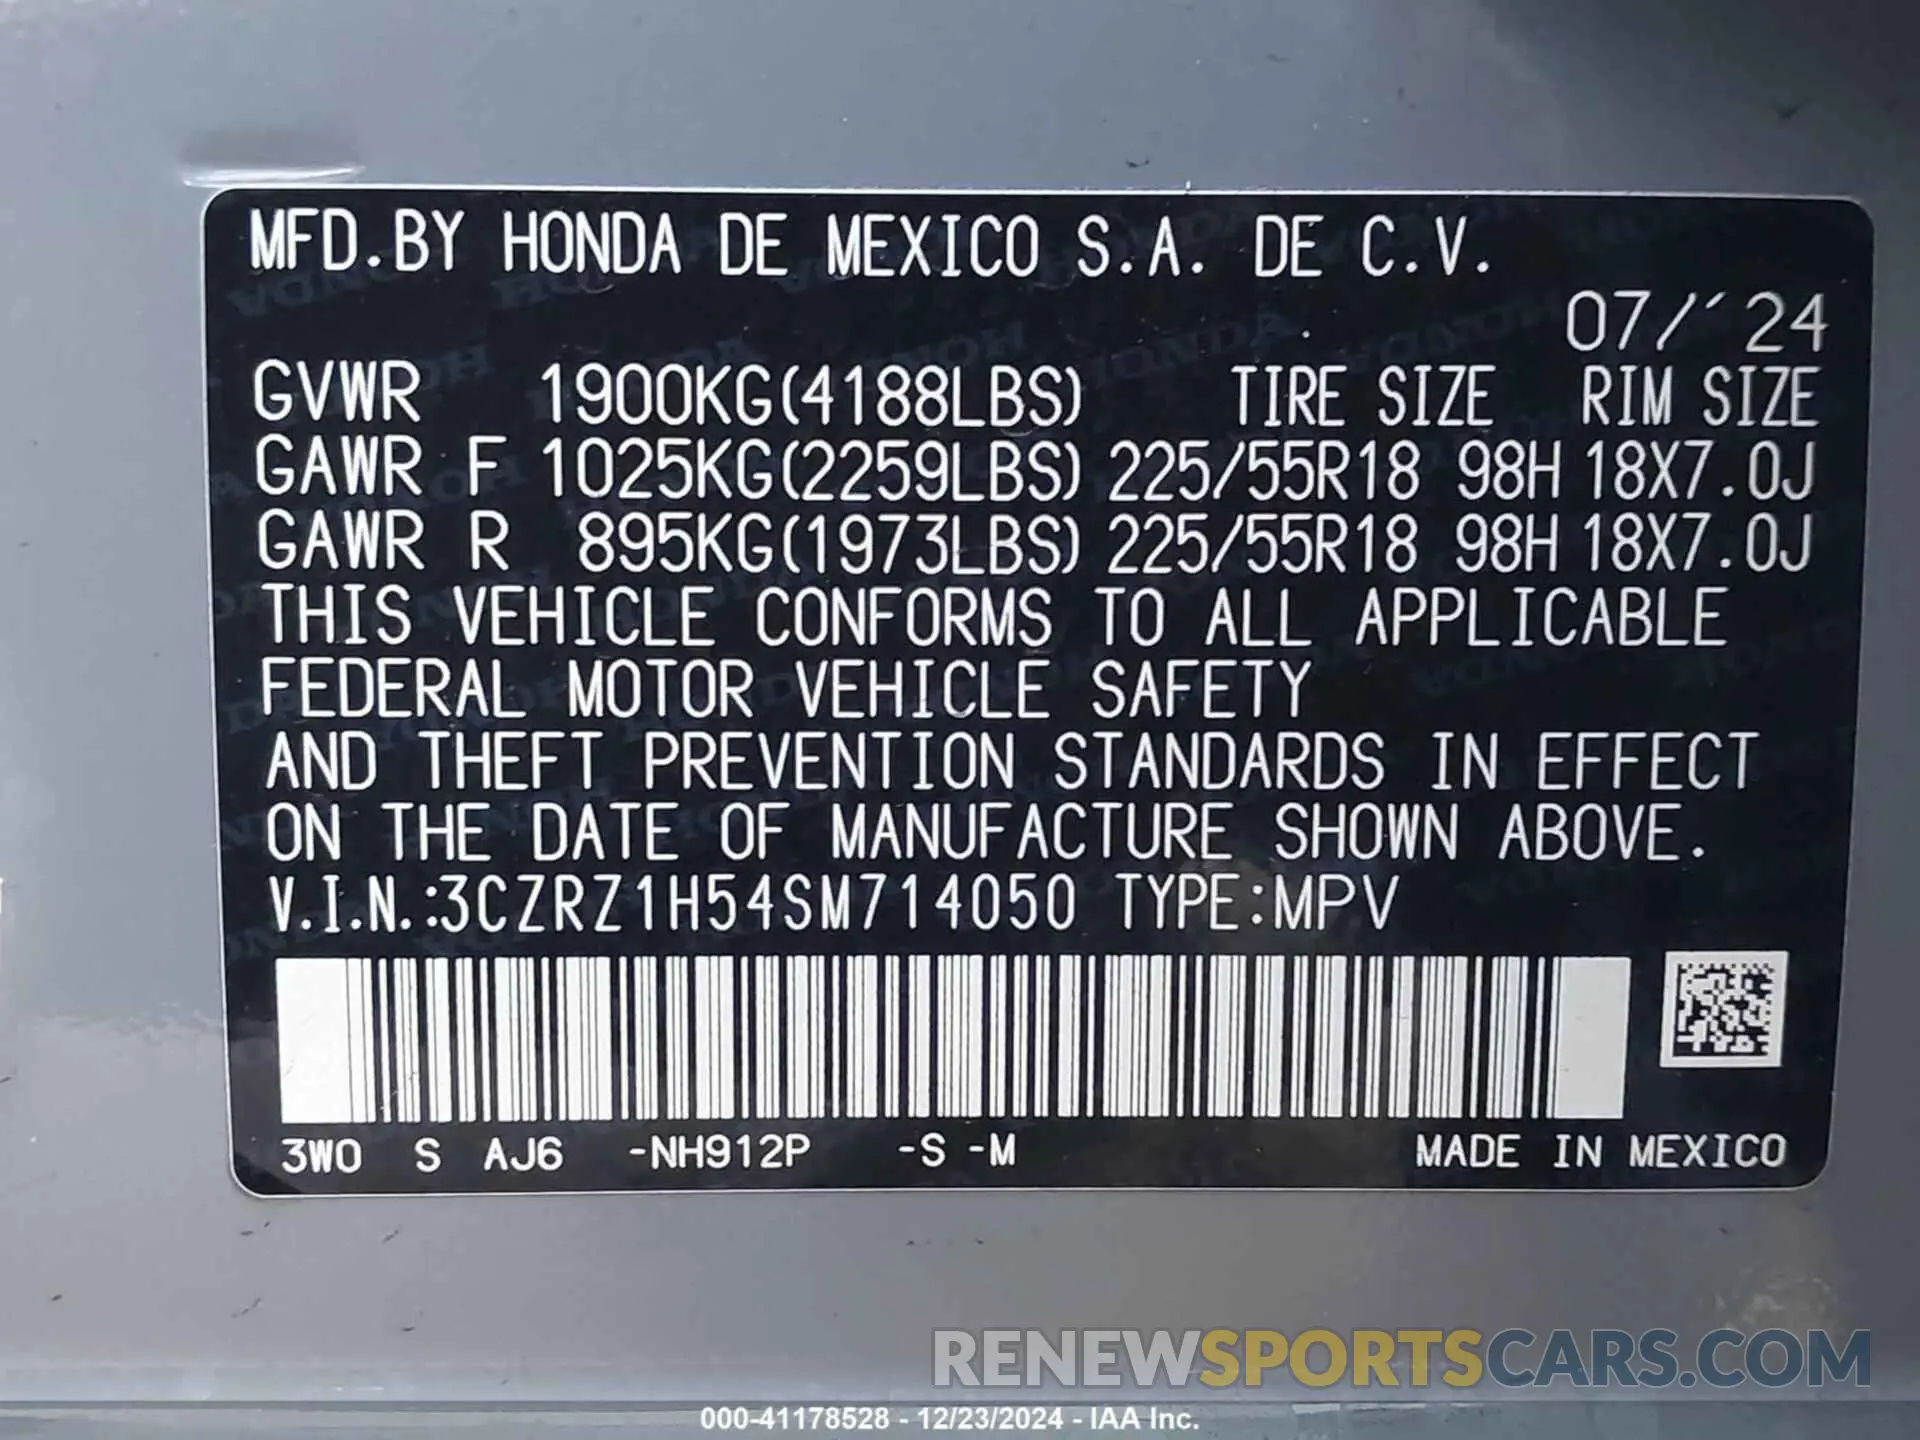 MFD.BY HONDA DE MEXICO S.A. DE C.V.
07/´24
GVWR 1900KG(4188LBS) TIRE SIZE RIM SIZE
GAWR F 1025KG(2259LBS) 225/55R18 98H 18X7.0J
GAWR R 895KG(1973LBS) 225/55R18 98H 18X7.0J
THIS VEHICLE CONFORMS TO ALL APPLICABLE
FEDERAL MOTOR VEHICLE SAFETY
AND THEFT PREVENTION STANDARDS IN EFFECT
ON THE DATE OF MANUFACTURE SHOWN ABOVE.
V.I.N.:3CZRZ1H54SM714050 TYPE:MPV
3W0 S AJ6 -NH912P -S -M MADE IN MEXICO
RENEWSPORTSCARS.COM
000-41178528 - 12/23/2024 - IAA Inc.